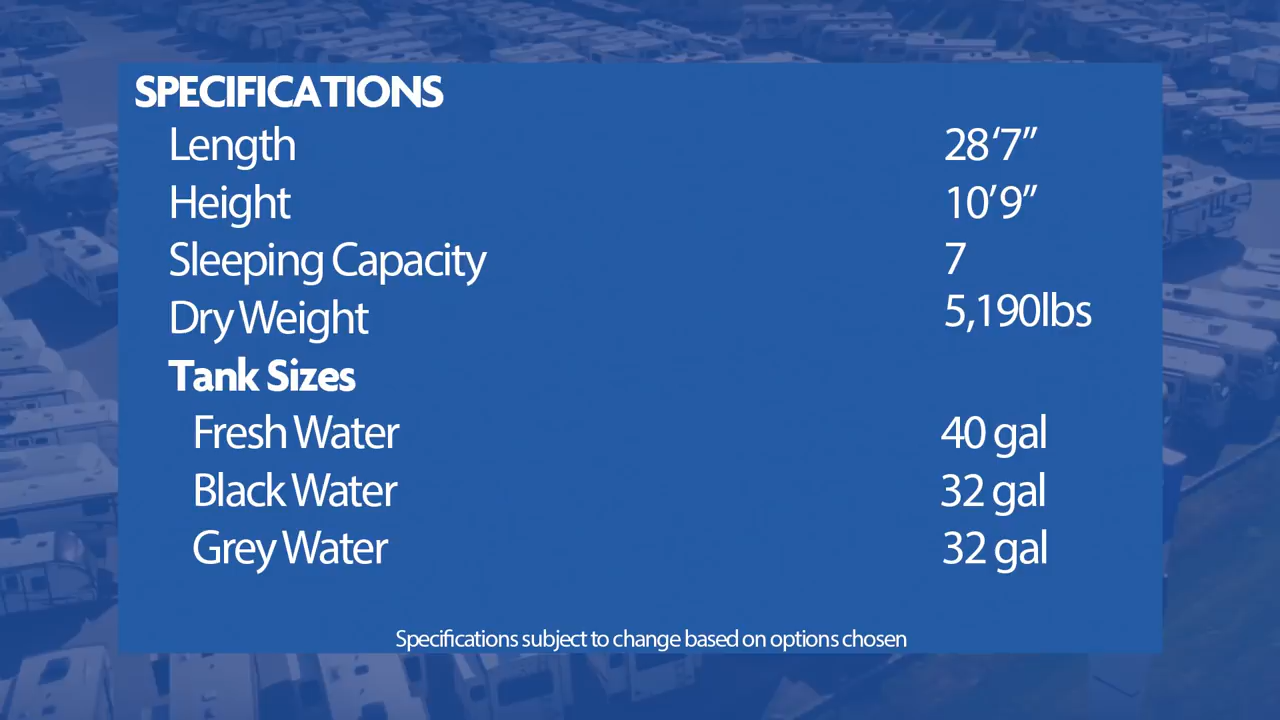 SPECIFICATIONS
Length 28‘7”
Height 10’9”
Sleeping Capacity 7
Dry Weight 5,190lbs
Tank Sizes
Fresh Water 40 gal
Black Water 32 gal
Grey Water 32 gal
Specifications subject to change based on options chosen